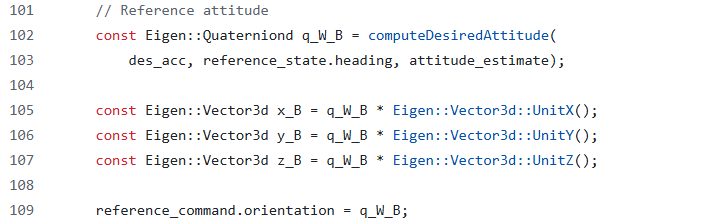 101 // Reference attitude
102 const Eigen::Quaterniond q_W_B = computeDesiredAttitude(
103 des_acc, reference_state.heading, attitude_estimate);
104
105 const Eigen::Vector3d x_B = q_W_B * Eigen::Vector3d::UnitX();
106 const Eigen::Vector3d y_B = q_W_B * Eigen::Vector3d::UnitY();
107 const Eigen::Vector3d z_B = q_W_B * Eigen::Vector3d::UnitZ();
108
109 reference_command.orientation = q_W_B;